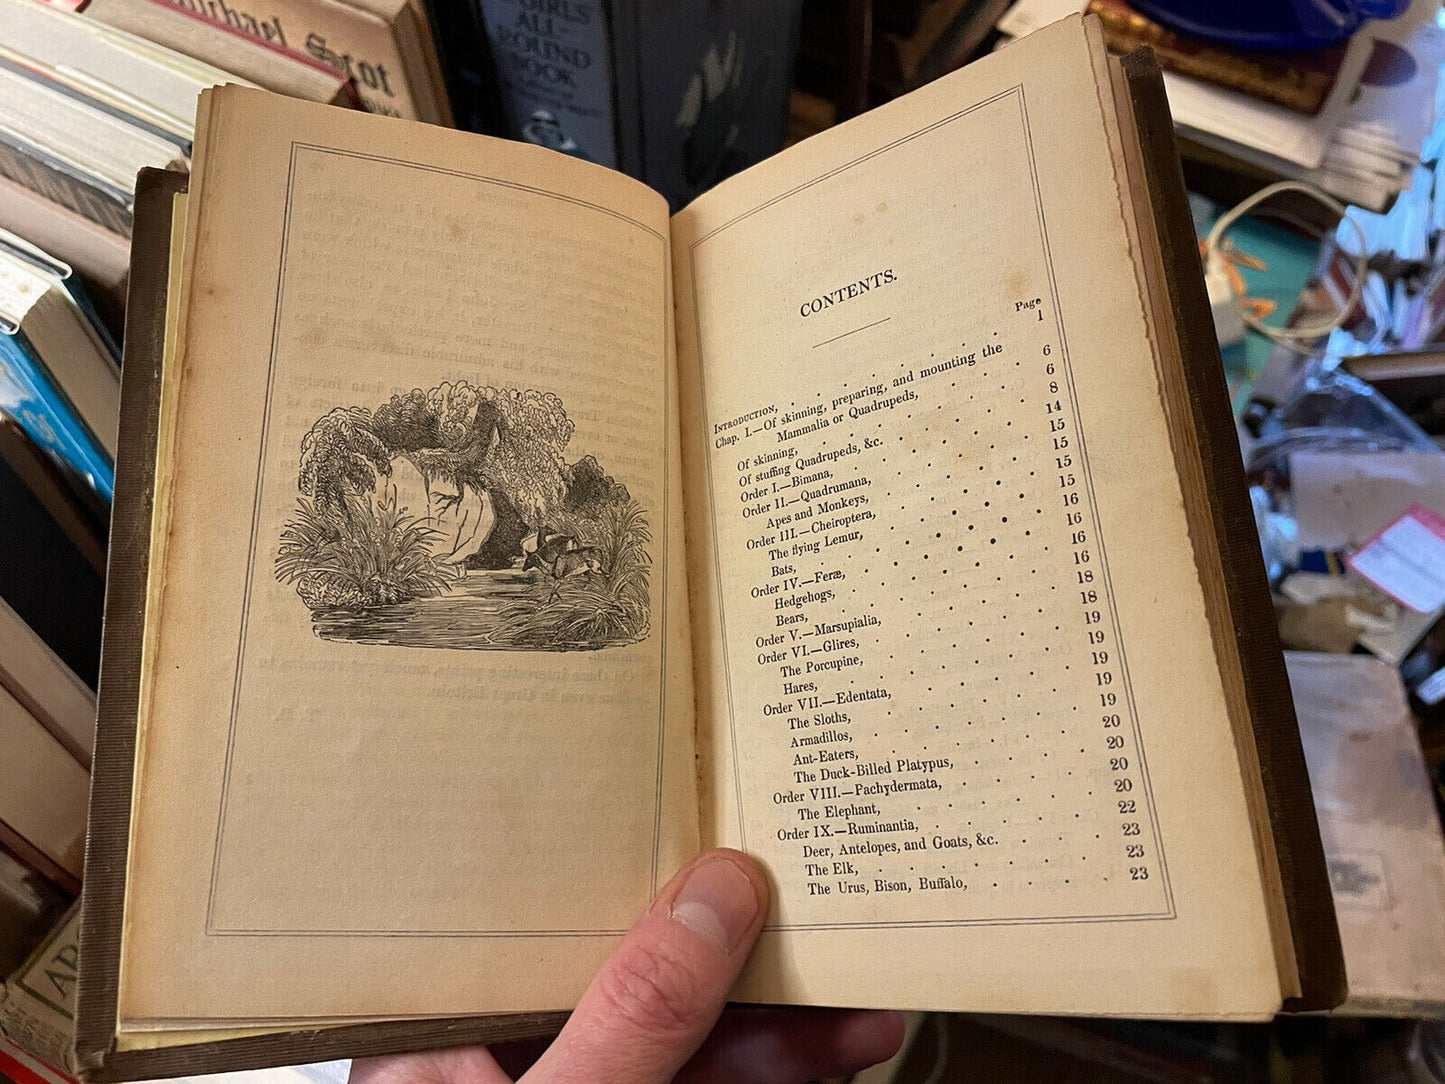 Michael Scot
GIRLS'
ALL-
ROUND
BOOK
CONTENTS.
Page
Introduction, 1
Chap. I.—Of skinning, preparing, and mounting the
Mammalia or Quadrupeds, 6
Of skinning, 6
Of stuffing Quadrupeds, &c. 8
Order I.—Bimana, 14
Order II.—Quadrumana, 15
Apes and Monkeys, 15
Order III.—Cheiroptera, 15
The flying Lemur, 15
Bats, 16
Order IV.—Feræ, 16
Hedgehogs, 16
Bears, 16
Order V.—Marsupialia, 18
Order VI.—Glires, 18
The Porcupine, 19
Hares, 19
Order VII.—Edentata, 19
The Sloths, 19
Armadillos, 19
Ant-Eaters, 20
The Duck-Billed Platypus, 20
Order VIII.—Pachydermata, 20
The Elephant, 20
Order IX.—Ruminantia, 22
Deer, Antelopes, and Goats, &c. 23
The Elk, 23
The Urus, Bison, Buffalo, 23